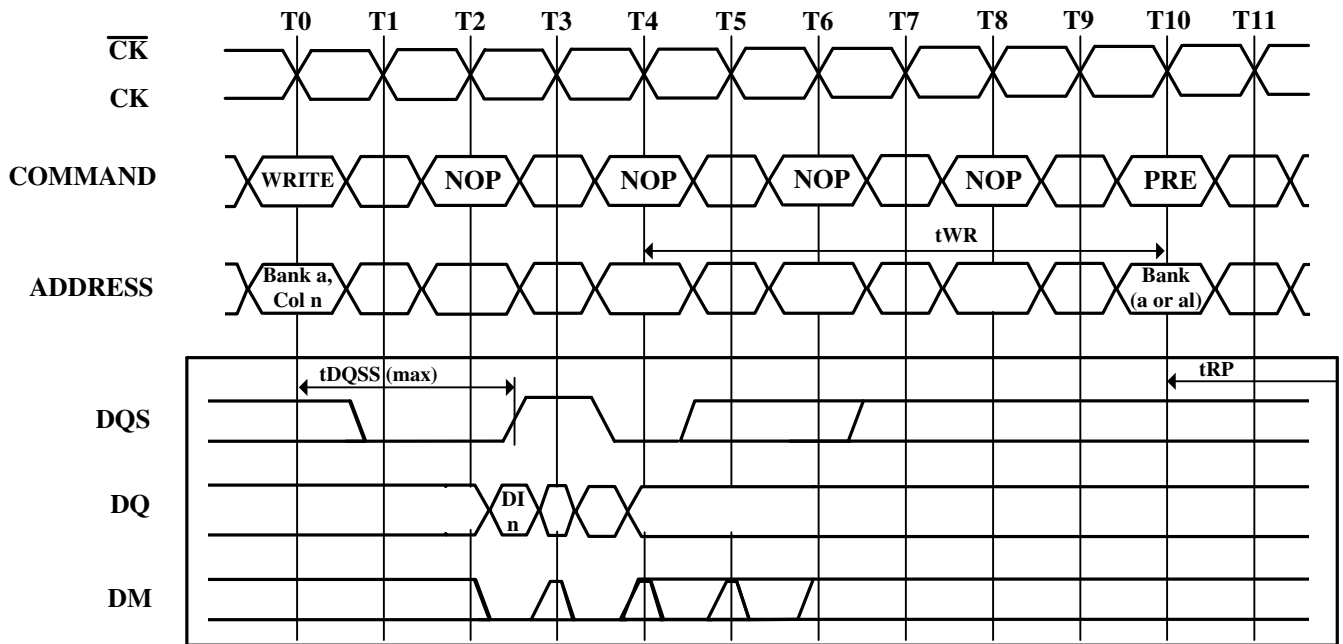 T0 T1 T2 T3 T4 T5 T6 T7 T8 T9 T10 T11
CK
CK
COMMAND WRITE NOP NOP NOP NOP PRE
tWR
ADDRESS
Bank a,
Col n
Bank
(a or al)
tDQSS (max)
tRP
DQS
DQ
DI
n
DM